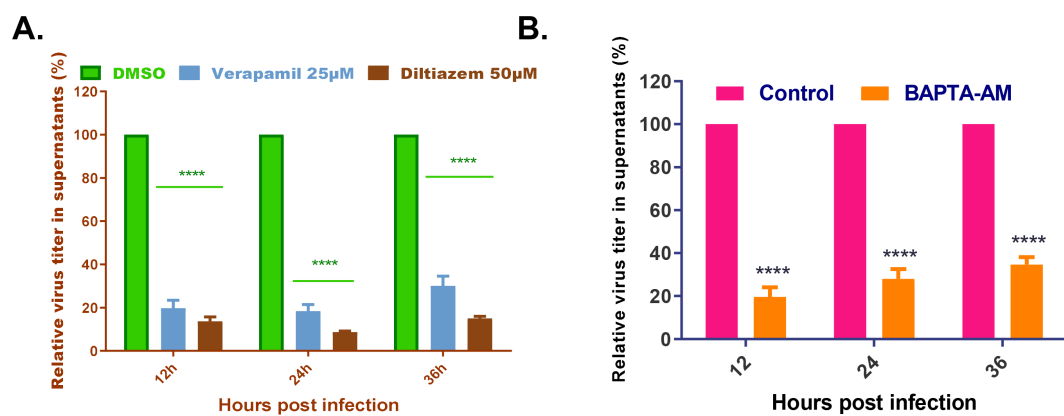 A.
DMSO Verapamil 25µM Diltiazem 50µM
Relative virus titer in supernatants (%)
120
100
80
60
40
20
0
****
****
****
12h
24h
36h
Hours post infection
B.
Control BAPTA-AM
Relative virus titer in supernatants (%)
120
100
80
60
40
20
0
****
****
****
12
24
36
Hours post infection